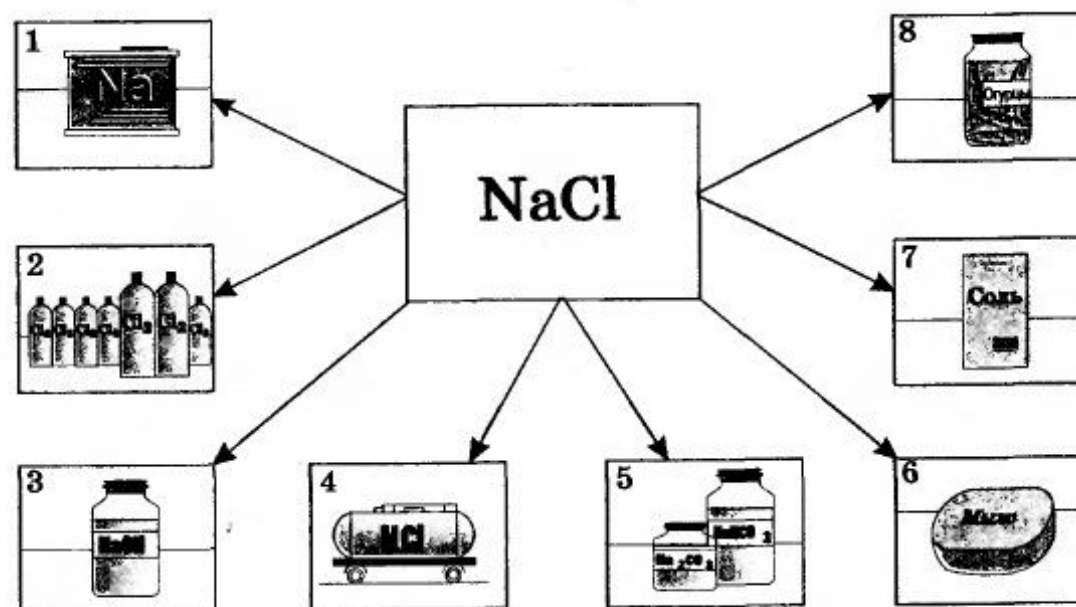 1
Na
8
Огурцы
NaCl
2
Cl₂ Cl₂
7
Соль
3
NaOH
4
HCl
5
NaHCO₃
Na₂CO₃
6
Мыло